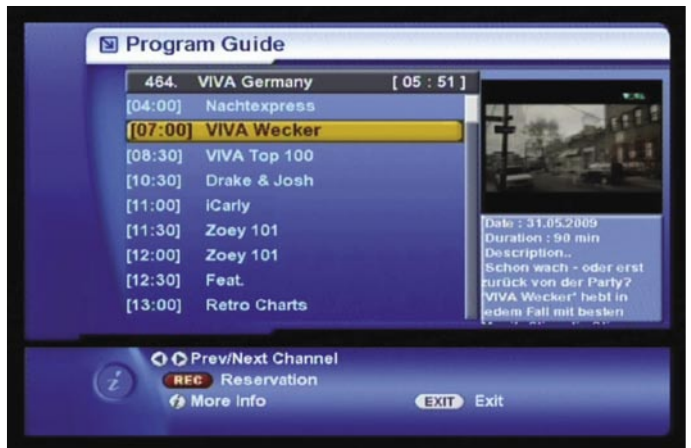 Program Guide
464. VIVA Germany [ 05 : 51 ]
[04:00] Nachtexpress
[07:00] VIVA Wecker
[08:30] VIVA Top 100
[10:30] Drake & Josh
[11:00] iCarly
[11:30] Zoey 101
[12:00] Zoey 101
[12:30] Feat.
[13:00] Retro Charts
Date : 31.05.2009
Duration : 90 min
Description..
Schon wach - oder erst
zurück von der Party?
"VIVA Wecker" hebt in
jedem Fall mit besten
Prev/Next Channel
REC Reservation
i More Info
EXIT Exit